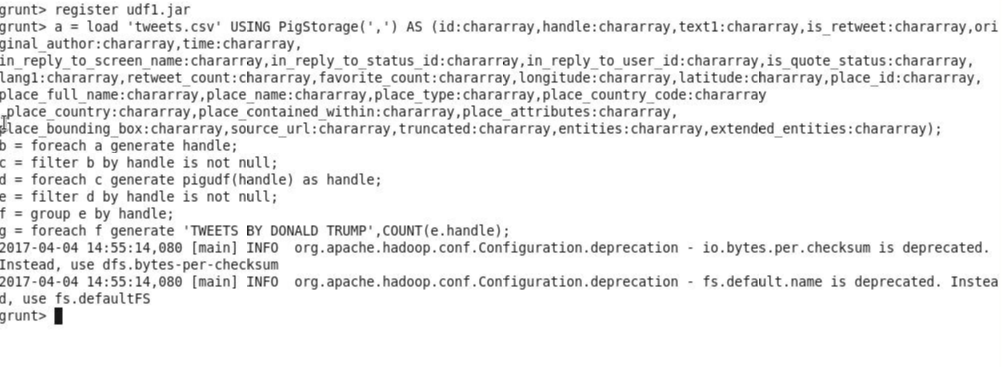 grunt> register udf1.jar
grunt> a = load 'tweets.csv' USING PigStorage(',') AS (id:chararray,handle:chararray,text1:chararray,is_retweet:chararray,ori
ginal_author:chararray,time:chararray,
in_reply_to_screen_name:chararray,in_reply_to_status_id:chararray,in_reply_to_user_id:chararray,is_quote_status:chararray,
lang1:chararray,retweet_count:chararray,favorite_count:chararray,longitude:chararray,latitude:chararray,place_id:chararray,
place_full_name:chararray,place_name:chararray,place_type:chararray,place_country_code:chararray
,place_country:chararray,place_contained_within:chararray,place_attributes:chararray,
place_bounding_box:chararray,source_url:chararray,truncated:chararray,entities:chararray,extended_entities:chararray);
b = foreach a generate handle;
c = filter b by handle is not null;
d = foreach c generate pigudf(handle) as handle;
e = filter d by handle is not null;
f = group e by handle;
g = foreach f generate 'TWEETS BY DONALD TRUMP',COUNT(e.handle);
2017-04-04 14:55:14,080 [main] INFO  org.apache.hadoop.conf.Configuration.deprecation - io.bytes.per.checksum is deprecated.
Instead, use dfs.bytes-per-checksum
2017-04-04 14:55:14,080 [main] INFO  org.apache.hadoop.conf.Configuration.deprecation - fs.default.name is deprecated. Instea
d, use fs.defaultFS
grunt>